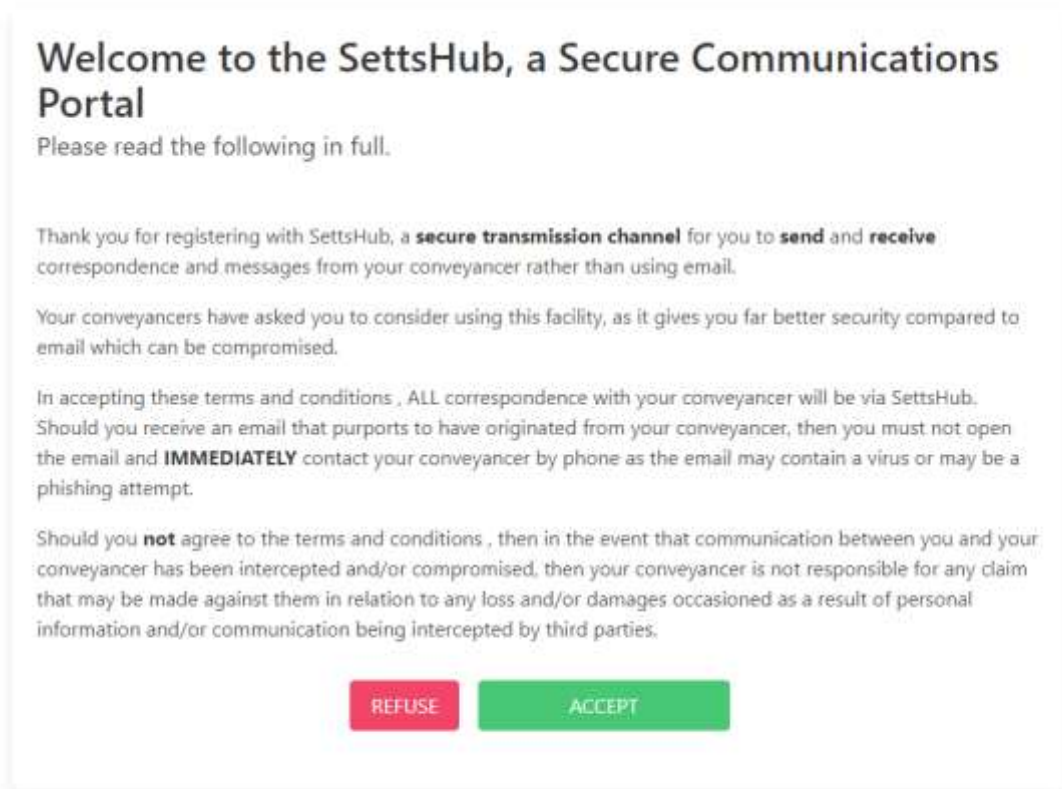 Welcome to the SettsHub, a Secure Communications
Portal
Please read the following in full.
Thank you for registering with SettsHub, a secure transmission channel for you to send and receive
correspondence and messages from your conveyancer rather than using email.
Your conveyancers have asked you to consider using this facility, as it gives you far better security compared to
email which can be compromised.
In accepting these terms and conditions , ALL correspondence with your conveyancer will be via SettsHub.
Should you receive an email that purports to have originated from your conveyancer, then you must not open
the email and IMMEDIATELY contact your conveyancer by phone as the email may contain a virus or may be a
phishing attempt.
Should you not agree to the terms and conditions , then in the event that communication between you and your
conveyancer has been intercepted and/or compromised, then your conveyancer is not responsible for any claim
that may be made against them in relation to any loss and/or damages occasioned as a result of personal
information and/or communication being intercepted by third parties.
REFUSE ACCEPT